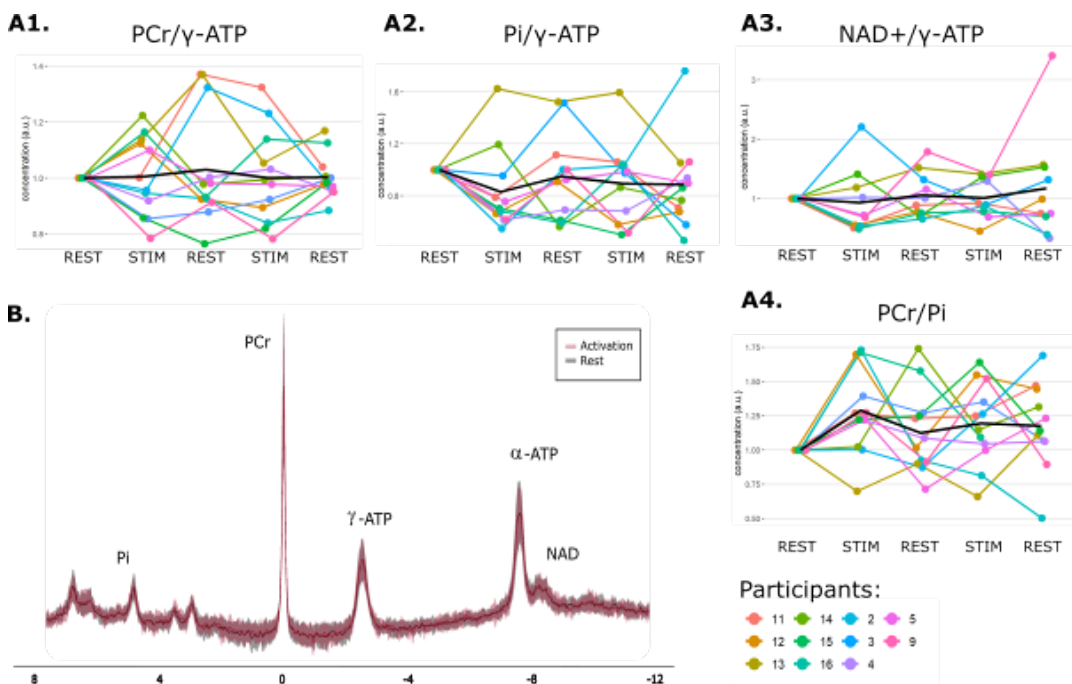 A1.
PCr/γ-ATP
concentration (a.u.)
1.4
1.2
1.0
0.8
REST STIM REST STIM REST
A2.
Pi/γ-ATP
concentration (a.u.)
1.6
1.2
0.8
REST STIM REST STIM REST
A3.
NAD+/γ-ATP
concentration (a.u.)
3
2
1
REST STIM REST STIM REST
B.
PCr
Activation
Rest
α-ATP
γ-ATP
NAD
Pi
8 4 0 -4 -8 -12
A4.
PCr/Pi
concentration (a.u.)
1.75
1.50
1.25
1.00
0.75
0.50
REST STIM REST STIM REST
Participants:
11 14 2 5
12 15 3 9
13 16 4